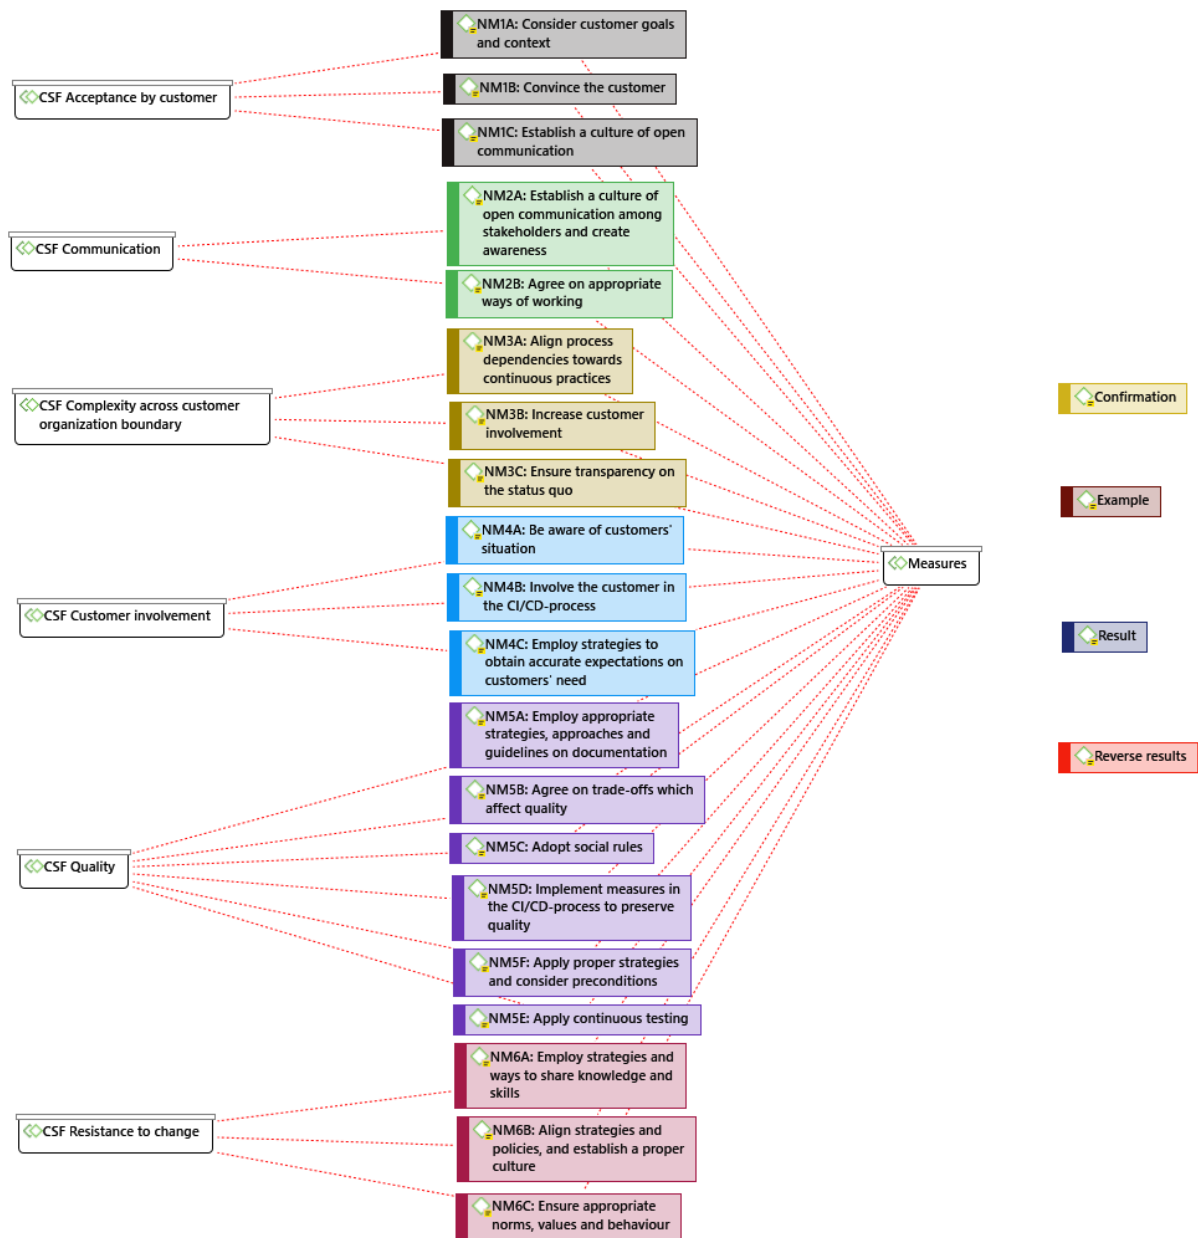 NM1A: Consider customer goals
and context
CSF Acceptance by customer
NM1B: Convince the customer
NM1C: Establish a culture of open
communication
NM2A: Establish a culture of
open communication among
stakeholders and create
awareness
CSF Communication
NM2B: Agree on appropriate
ways of working
NM3A: Align process
dependencies towards
continuous practices
CSF Complexity across customer
organization boundary
NM3B: Increase customer
involvement
NM3C: Ensure transparency on
the status quo
NM4A: Be aware of customers'
situation
NM4B: Involve the customer in
the CI/CD-process
CSF Customer involvement
NM4C: Employ strategies to
obtain accurate expectations on
customers' need
NM5A: Employ appropriate
strategies, approaches and
guidelines on documentation
NM5B: Agree on trade-offs which
affect quality
NM5C: Adopt social rules
CSF Quality
NM5D: Implement measures in
the CI/CD-process to preserve
quality
NM5F: Apply proper strategies
and consider preconditions
NM5E: Apply continuous testing
NM6A: Employ strategies and
ways to share knowledge and
skills
CSF Resistance to change
NM6B: Align strategies and
policies, and establish a proper
culture
NM6C: Ensure appropriate
norms, values and behaviour
Measures
Confirmation
Example
Result
Reverse results